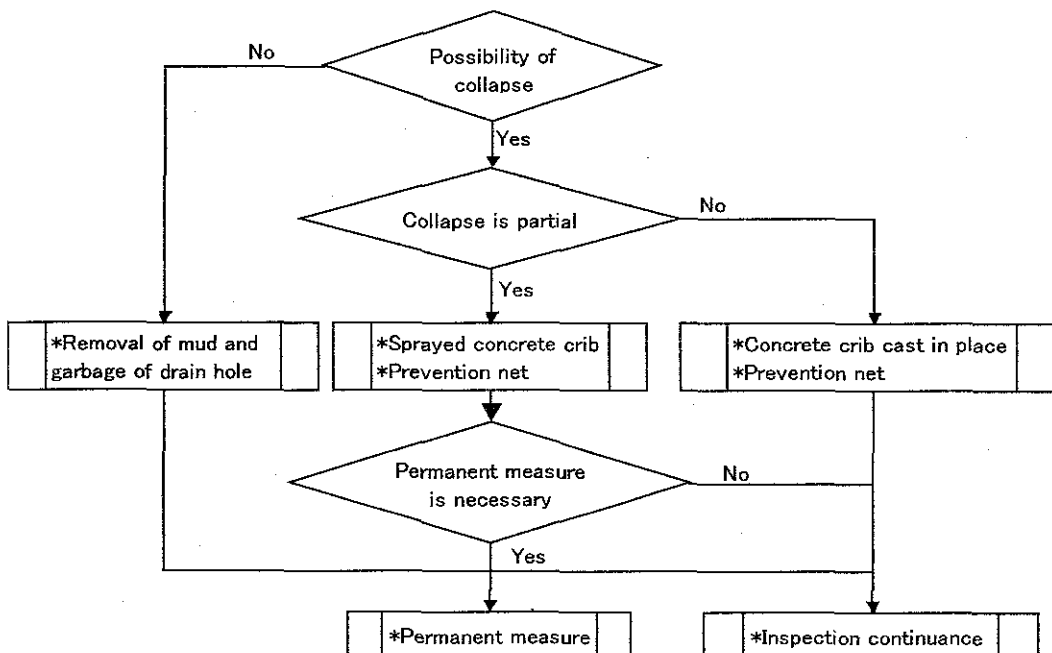 No
Possibility of
collapse
Yes
Collapse is partial
No
Yes
*Removal of mud and
garbage of drain hole
*Sprayed concrete crib
*Prevention net
*Concrete crib cast in place
*Prevention net
Permanent measure
is necessary
No
Yes
*Permanent measure
*Inspection continuance